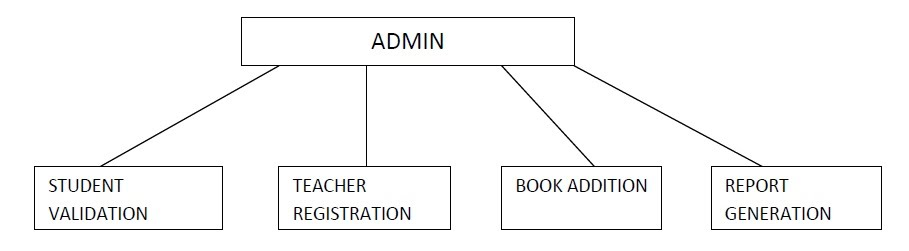 ADMIN
STUDENT
VALIDATION
TEACHER
REGISTRATION
BOOK ADDITION
REPORT
GENERATION